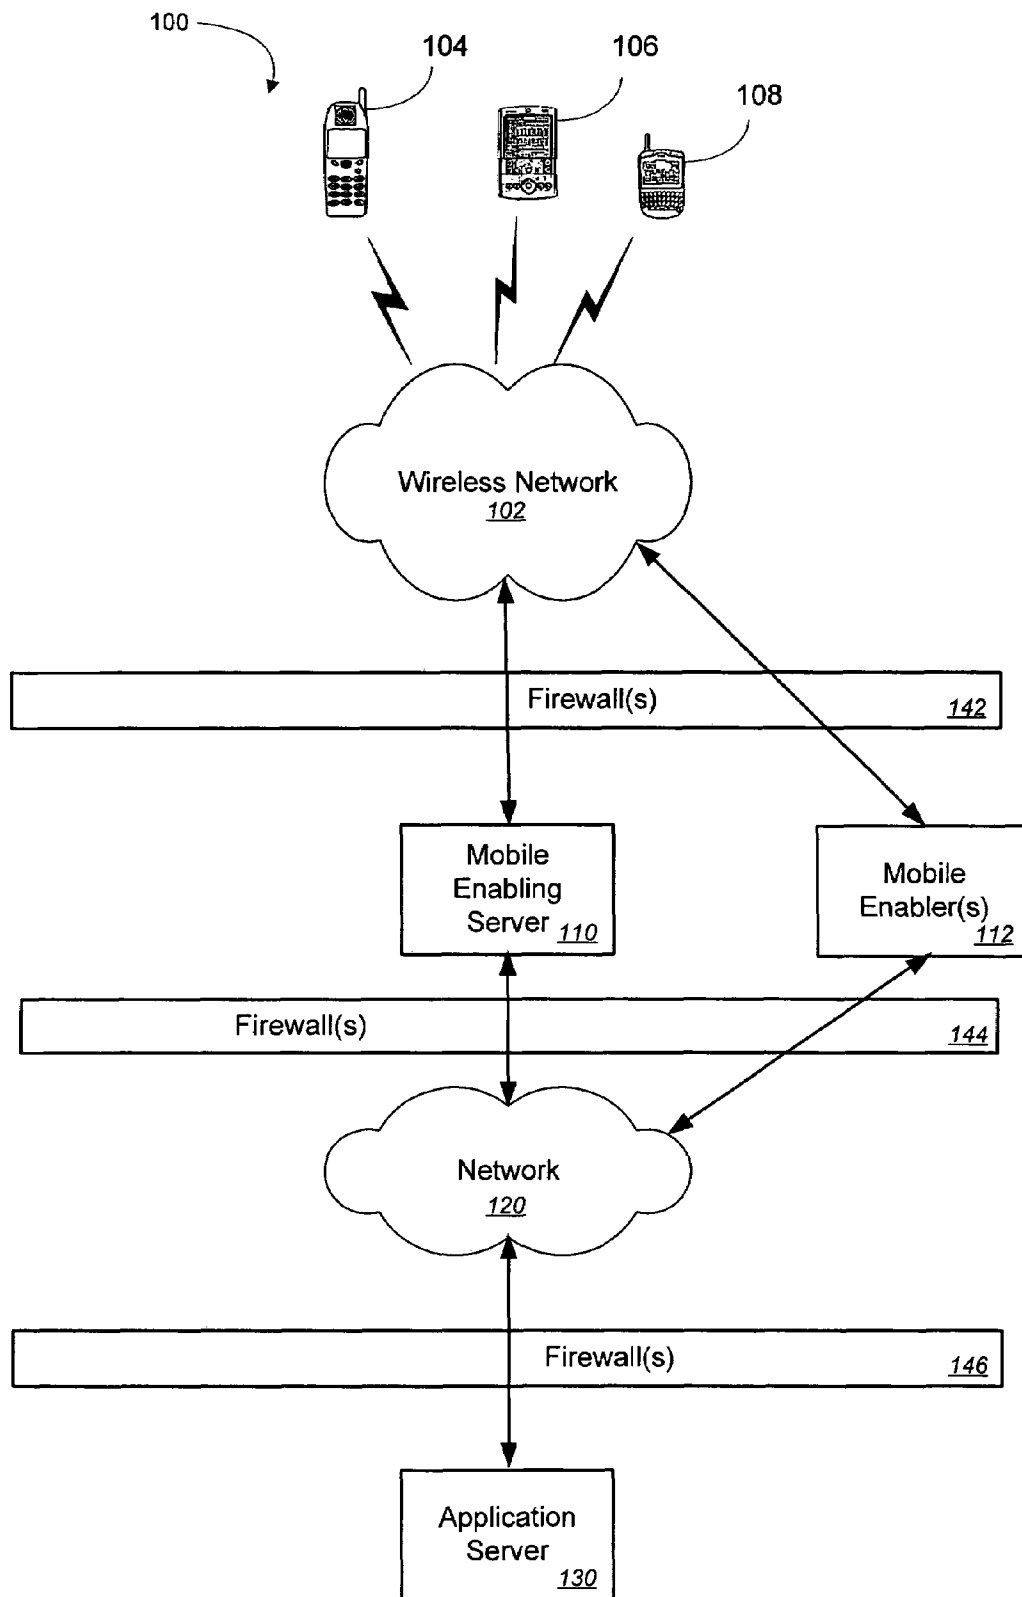 100
104
106
108
Wireless Network
102
Firewall(s)
142
Mobile
Enabling
Server
110
Mobile
Enabler(s)
112
Firewall(s)
144
Network
120
Firewall(s)
146
Application
Server
130